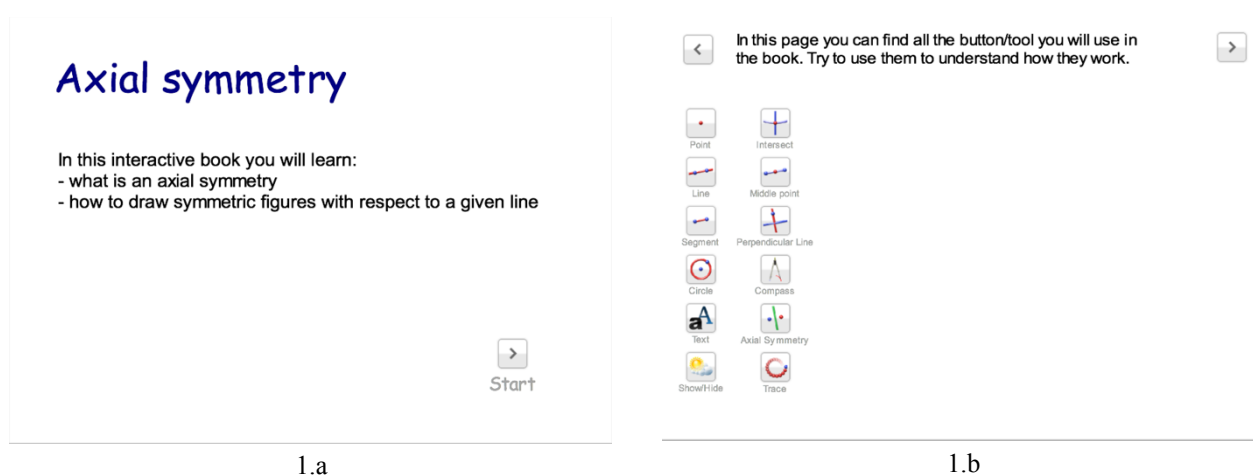 Axial symmetry
In this interactive book you will learn:
- what is an axial symmetry
- how to draw symmetric figures with respect to a given line
Start
1.a
In this page you can find all the button/tool you will use in
the book. Try to use them to understand how they work.
Point Intersect
Line Middle point
Segment Perpendicular Line
Circle Compass
aA
Text Axial Symmetry
Show/Hide Trace
1.b